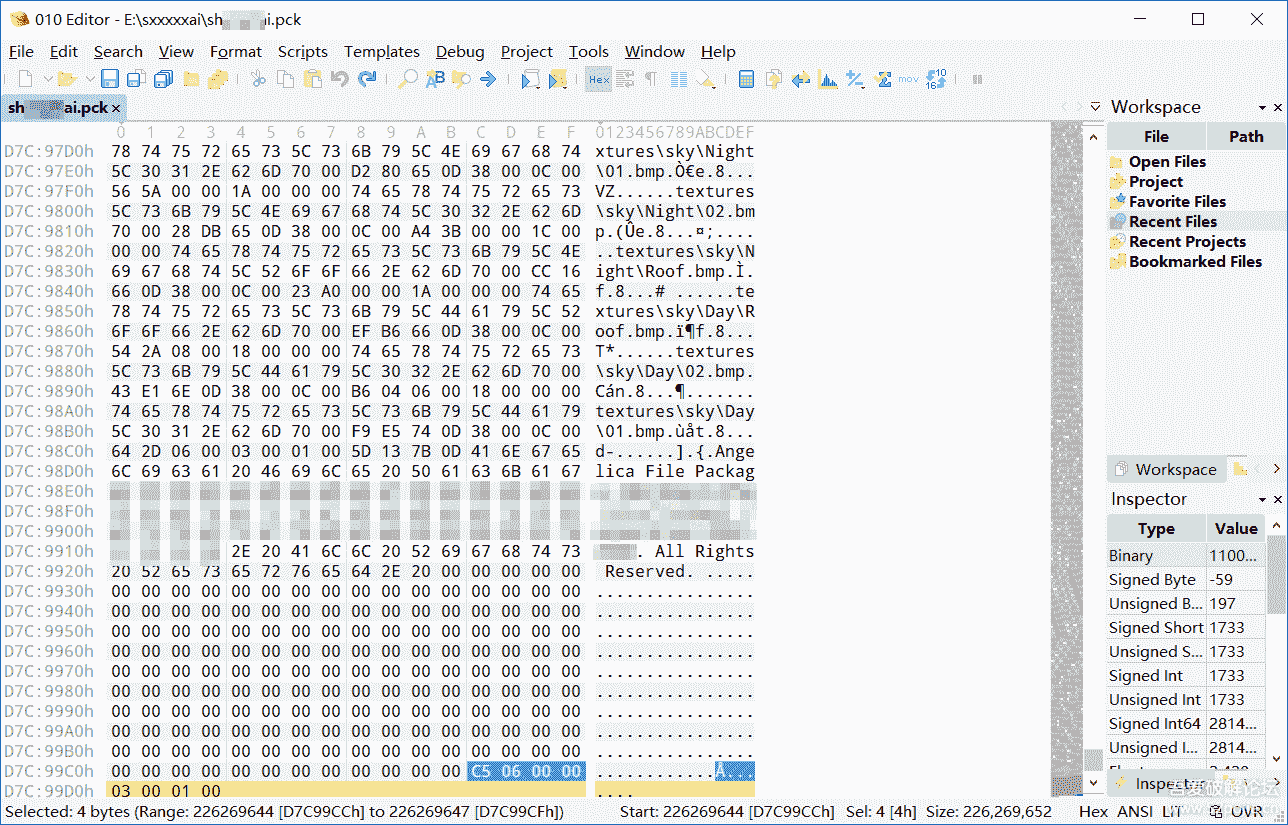 010 Editor - E:\sxxxxxai\sh ai.pck
File Edit Search View Format Scripts Templates Debug Project Tools Window Help
Hex mov
sh ai.pck ×
Workspace
0 1 2 3 4 5 6 7 8 9 A B C D E F 0123456789ABCDEF
File Path
D7C:97D0h 78 74 75 72 65 73 5C 73 6B 79 5C 4E 69 67 68 74 xtures\sky\Night
D7C:97E0h 5C 30 31 2E 62 6D 70 00 D2 80 65 0D 38 00 0C 00 \01.bmp.Ò€e.8...
D7C:97F0h 56 5A 00 00 1A 00 00 00 74 65 78 74 75 72 65 73 VZ......textures
D7C:9800h 5C 73 6B 79 5C 4E 69 67 68 74 5C 30 32 2E 62 6D \sky\Night\02.bm
D7C:9810h 70 00 28 DB 65 0D 38 00 0C 00 A4 3B 00 00 1C 00 p.(Ûe.8...¤;....
D7C:9820h 00 00 74 65 78 74 75 72 65 73 5C 73 6B 79 5C 4E ..textures\sky\N
D7C:9830h 69 67 68 74 5C 52 6F 6F 66 2E 62 6D 70 00 CC 16 ight\Roof.bmp.Ì.
D7C:9840h 66 0D 38 00 0C 00 23 A0 00 00 1A 00 00 00 74 65 f.8...# ......te
D7C:9850h 78 74 75 72 65 73 5C 73 6B 79 5C 44 61 79 5C 52 xtures\sky\Day\R
D7C:9860h 6F 6F 66 2E 62 6D 70 00 EF B6 66 0D 38 00 0C 00 oof.bmp.ï¶f.8...
D7C:9870h 54 2A 08 00 18 00 00 00 74 65 78 74 75 72 65 73 T*......textures
D7C:9880h 5C 73 6B 79 5C 44 61 79 5C 30 32 2E 62 6D 70 00 \sky\Day\02.bmp.
D7C:9890h 43 E1 6E 0D 38 00 0C 00 B6 04 06 00 18 00 00 00 Cán.8...¶.......
D7C:98A0h 74 65 78 74 75 72 65 73 5C 73 6B 79 5C 44 61 79 textures\sky\Day
D7C:98B0h 5C 30 31 2E 62 6D 70 00 F9 E5 74 0D 38 00 0C 00 \01.bmp.ùåt.8...
D7C:98C0h 64 2D 06 00 03 00 01 00 5D 13 7B 0D 41 6E 67 65 d-......].{.Ange
D7C:98D0h 6C 69 63 61 20 46 69 6C 65 20 50 61 63 6B 61 67 lica File Packag
D7C:98E0h
D7C:98F0h
D7C:9900h
D7C:9910h 2E 20 41 6C 6C 20 52 69 67 68 74 73 . All Rights
D7C:9920h 20 52 65 73 65 72 76 65 64 2E 20 00 00 00 00 00 Reserved. .....
D7C:9930h 00 00 00 00 00 00 00 00 00 00 00 00 00 00 00 00 ................
D7C:9940h 00 00 00 00 00 00 00 00 00 00 00 00 00 00 00 00 ................
D7C:9950h 00 00 00 00 00 00 00 00 00 00 00 00 00 00 00 00 ................
D7C:9960h 00 00 00 00 00 00 00 00 00 00 00 00 00 00 00 00 ................
D7C:9970h 00 00 00 00 00 00 00 00 00 00 00 00 00 00 00 00 ................
D7C:9980h 00 00 00 00 00 00 00 00 00 00 00 00 00 00 00 00 ................
D7C:9990h 00 00 00 00 00 00 00 00 00 00 00 00 00 00 00 00 ................
D7C:99A0h 00 00 00 00 00 00 00 00 00 00 00 00 00 00 00 00 ................
D7C:99B0h 00 00 00 00 00 00 00 00 00 00 00 00 00 00 00 00 ................
D7C:99C0h 00 00 00 00 00 00 00 00 00 00 00 00 C5 06 00 00 ............Å...
D7C:99D0h 03 00 01 00 ....
Open Files
Project
Favorite Files
Recent Files
Recent Projects
Bookmarked Files
Workspace
Inspector
Type Value
Binary 1100...
Signed Byte -59
Unsigned B... 197
Signed Short 1733
Unsigned S... 1733
Signed Int 1733
Unsigned Int 1733
Signed Int64 2814...
Unsigned I... 2814...
Selected: 4 bytes (Range: 226269644 [D7C99CCh] to 226269647 [D7C99CFh]) Start: 226269644 [D7C99CCh] Sel: 4 [4h] Size: 226,269,652 Hex ANSI LIT OVR
吾爱破解论坛